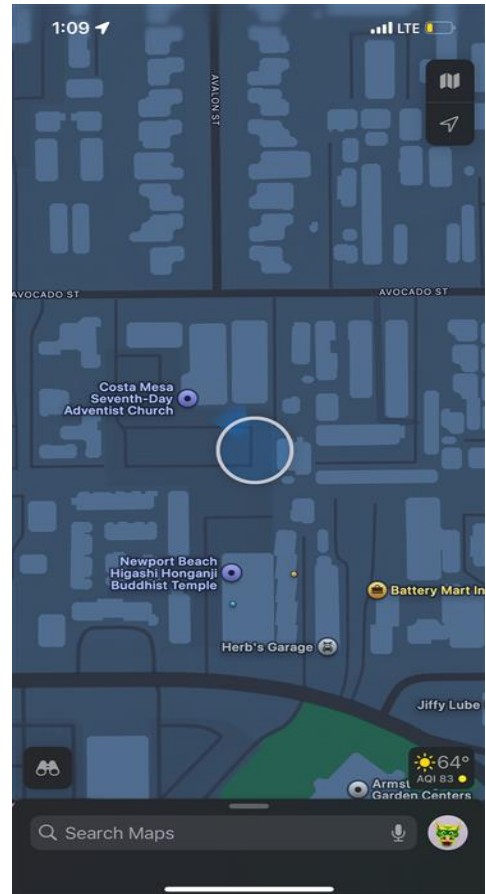 1:09
LTE
AVALON ST
AVOCADO ST
AVOCADO ST
Costa Mesa
Seventh-Day
Adventist Church
Newport Beach
Higashi Honganji
Buddhist Temple
Battery Mart In
Herb's Garage
Jiffy Lube
64°
AQI 83
Armst
Garden Centers
Search Maps